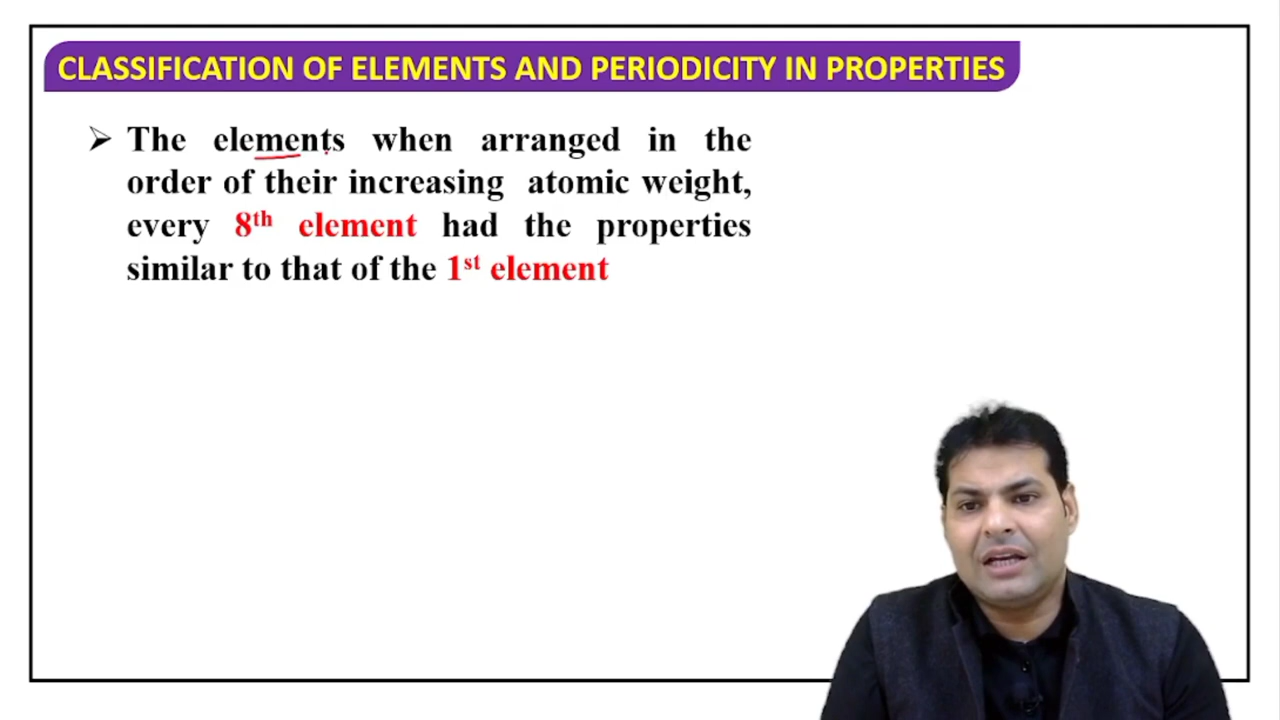 CLASSIFICATION OF ELEMENTS AND PERIODICITY IN PROPERTIES
➢ The elements when arranged in the
order of their increasing atomic weight,
every 8th element had the properties
similar to that of the 1st element